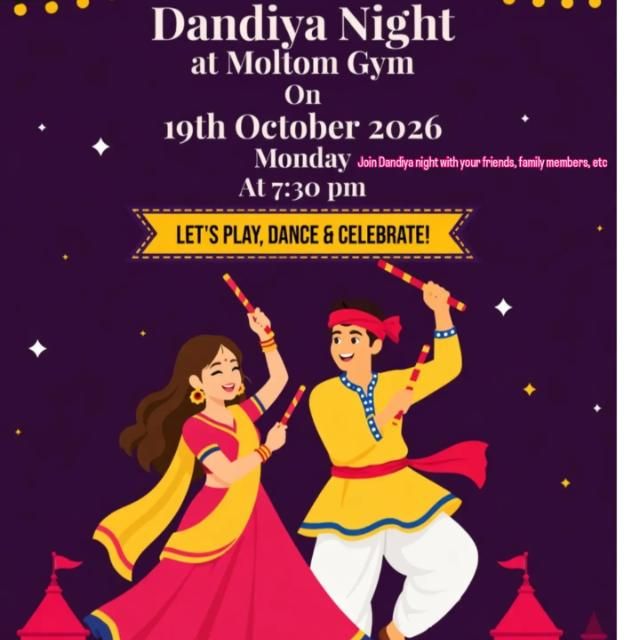 Dandiya Night
at Moltom Gym
On
19th October 2026
Monday
Join Dandiya night with your friends, family members, etc
At 7:30 pm
LET'S PLAY, DANCE & CELEBRATE!